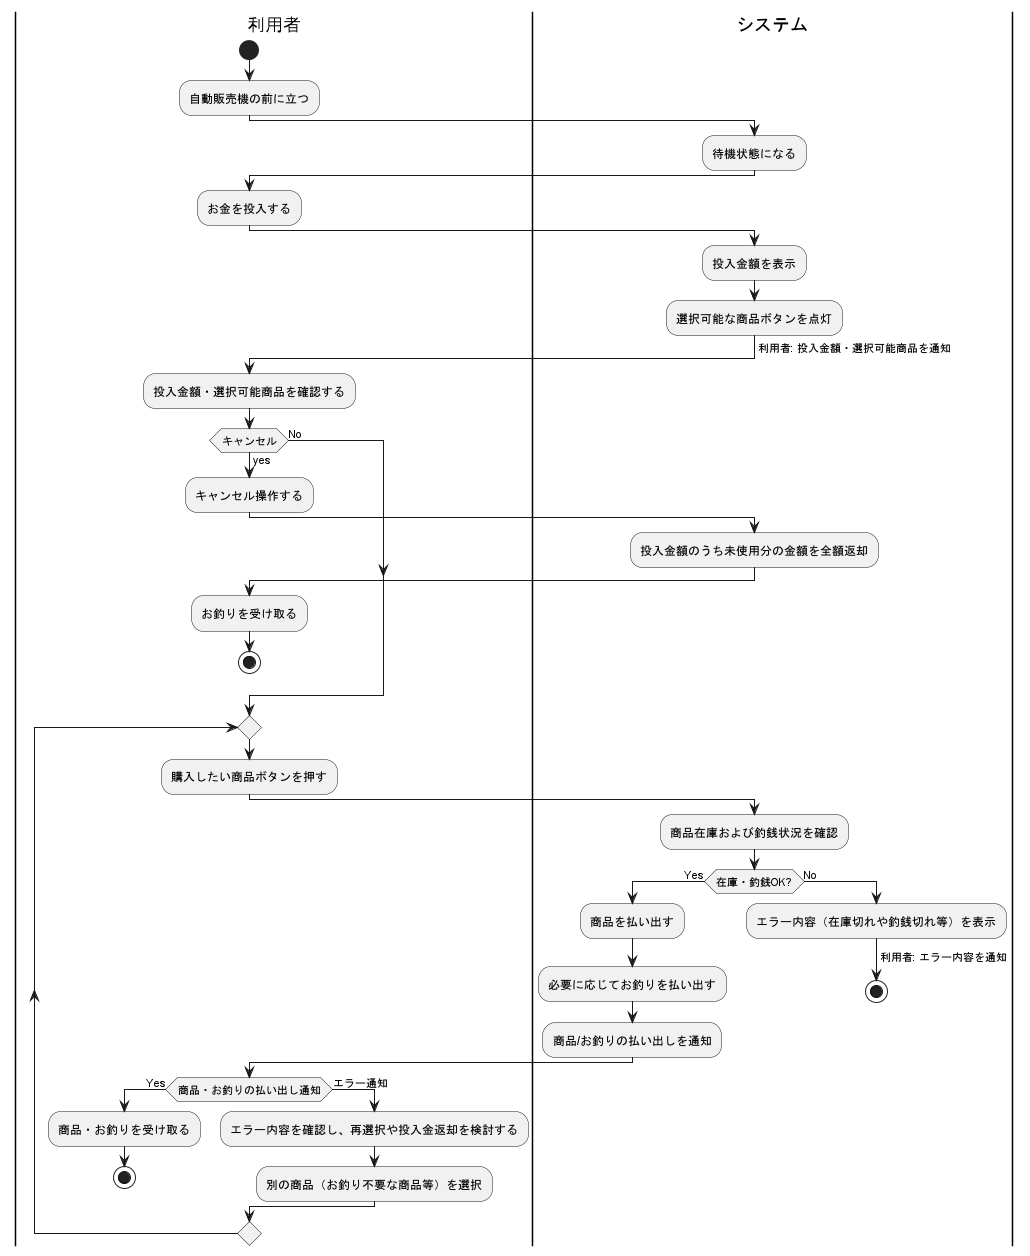 利用者
システム
自動販売機の前に立つ
待機状態になる
お金を投入する
投入金額を表示
選択可能な商品ボタンを点灯
利用者: 投入金額・選択可能商品を通知
投入金額・選択可能商品を確認する
キャンセル
No
yes
キャンセル操作する
投入金額のうち未使用分の金額を全額返却
お釣りを受け取る
購入したい商品ボタンを押す
商品在庫および釣銭状況を確認
Yes
在庫・釣銭OK?
No
商品を払い出す
エラー内容（在庫切れや釣銭切れ等）を表示
利用者: エラー内容を通知
必要に応じてお釣りを払い出す
商品/お釣りの払い出しを通知
Yes
商品・お釣りの払い出し通知
エラー通知
商品・お釣りを受け取る
エラー内容を確認し、再選択や投入金返却を検討する
別の商品（お釣り不要な商品等）を選択